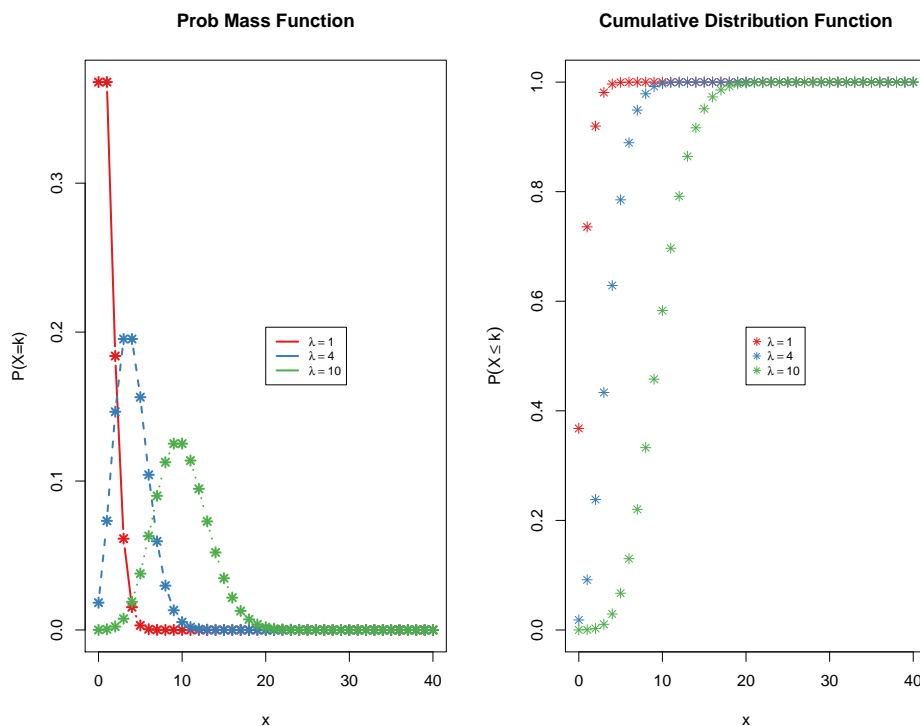 Prob Mass Function
P(X=k)
0.3
0.2
0.1
0.0
λ = 1
λ = 4
λ = 10
0 10 20 30 40
x
Cumulative Distribution Function
P(X ≤ k)
1.0
0.8
0.6
0.4
0.2
0.0
λ = 1
λ = 4
λ = 10
0 10 20 30 40
x